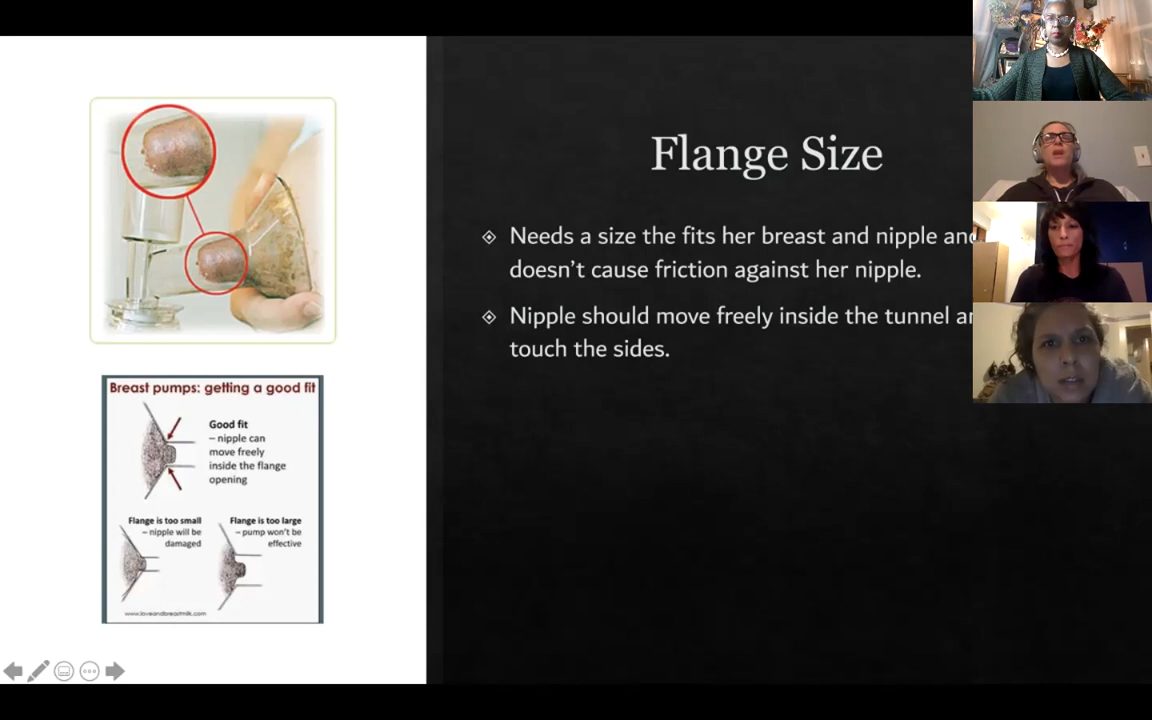 Flange Size
Needs a size the fits her breast and nipple and
doesn't cause friction against her nipple.
Nipple should move freely inside the tunnel
touch the sides.
Breast pumps: getting a good fit
Good fit
– nipple can
move freely
inside the flange
opening
Flange is too small
– nipple will be
damaged
Flange is too large
– pump won't be
effective
www.loveandbreastmilk.com